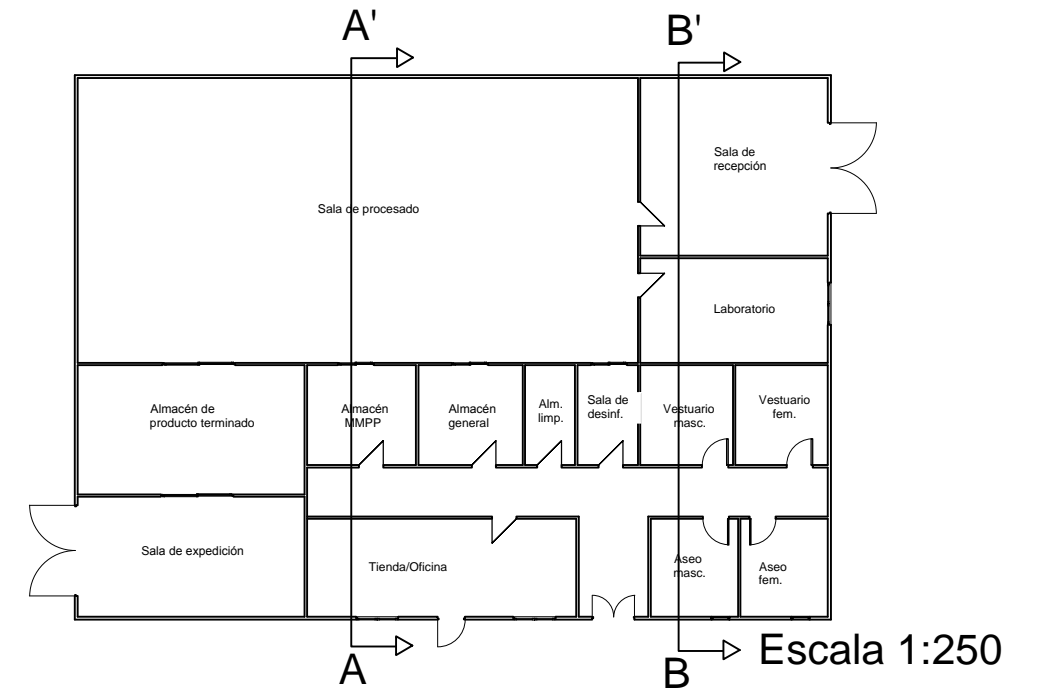 A'
B'
Sala de
recepción
Sala de procesado
Laboratorio
Almacén de
producto terminado
Almacén
MMPP
Almacén
general
Alm.
limp.
Sala de
desinf.
Vestuario
masc.
Vestuario
fem.
Sala de expedición
Tienda/Oficina
Aseo
masc.
Aseo
fem.
A
B
Escala 1:250